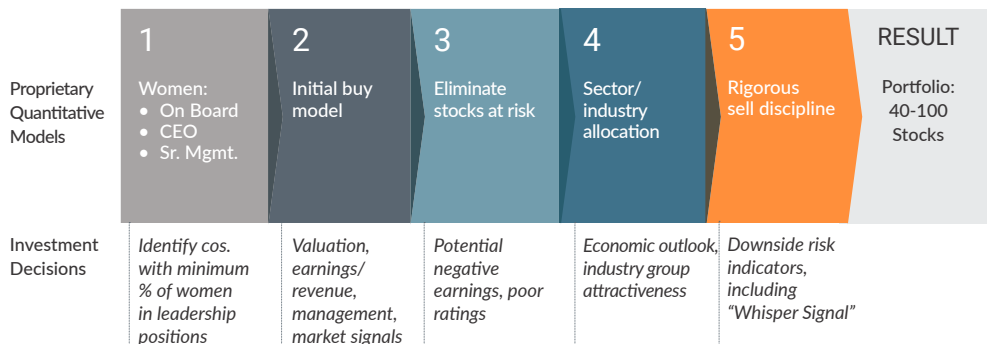 1
2
3
4
5
RESULT
Proprietary
Quantitative
Models
Women:
• On Board
• CEO
• Sr. Mgmt.
Initial buy
model
Eliminate
stocks at risk
Sector/
industry
allocation
Rigorous
sell discipline
Portfolio:
40-100
Stocks
Investment
Decisions
Identify cos.
with minimum
% of women
in leadership
positions
Valuation,
earnings/
revenue,
management,
market signals
Potential
negative
earnings, poor
ratings
Economic outlook,
industry group
attractiveness
Downside risk
indicators,
including
“Whisper Signal”